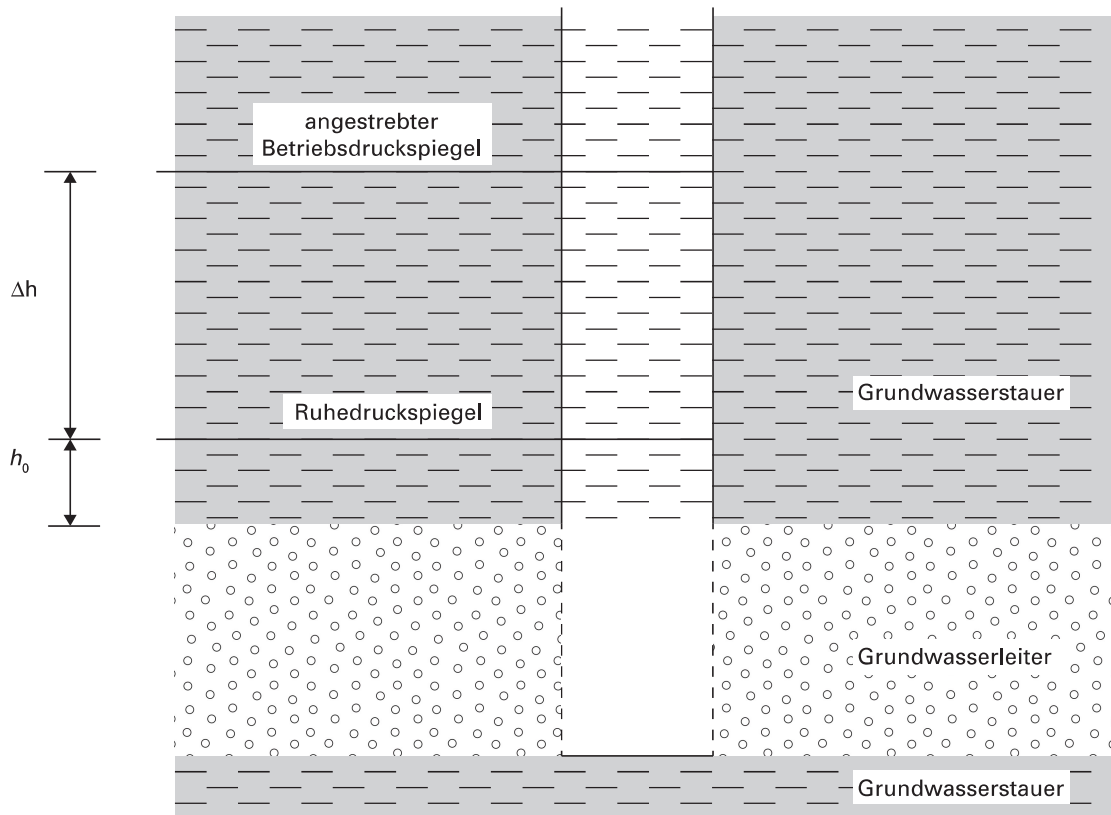 angestrebter
Betriebsdruckspiegel
Δh
Ruhedruckspiegel
Grundwasserstauer
h₀
Grundwasserleiter
Grundwasserstauer